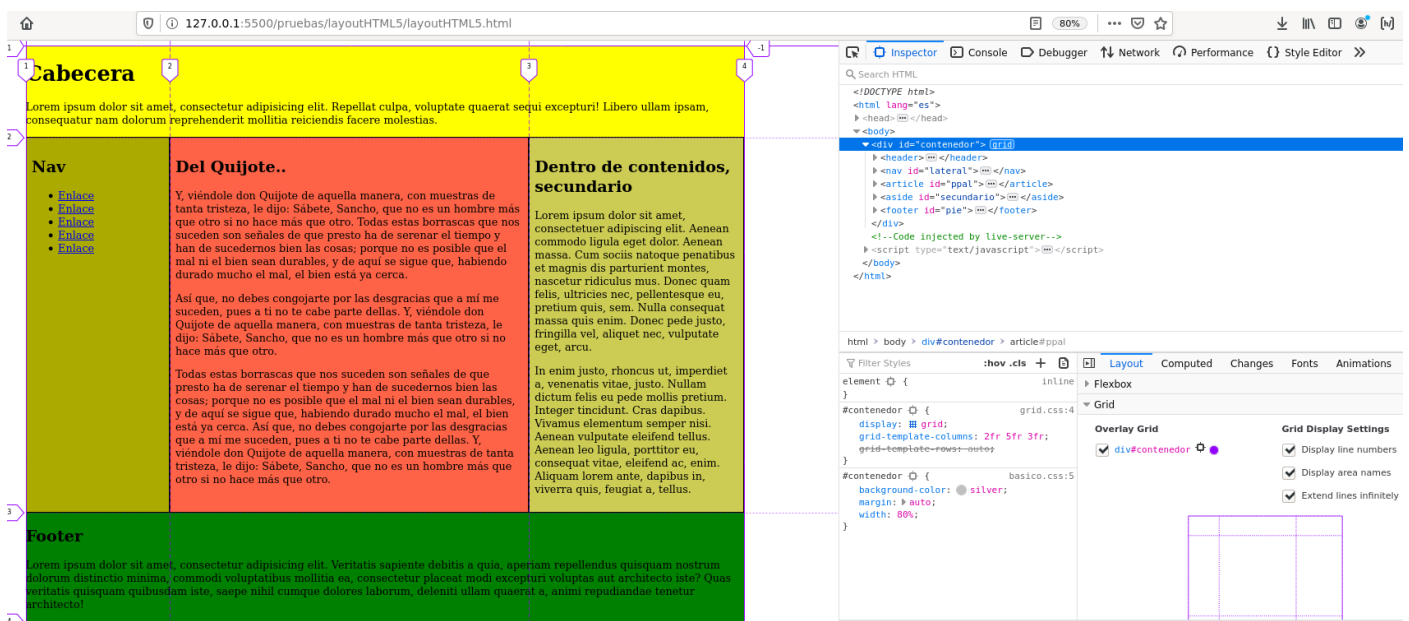 127.0.0.1:5500/pruebas/layoutHTML5/layoutHTML5.html
80%
1
-1
1
2
3
4
Cabecera
Lorem ipsum dolor sit amet, consectetur adipisicing elit. Repellat culpa, voluptate quaerat sequi excepturi! Libero ullam ipsam,
consequatur nam dolorum reprehenderit mollitia reiciendis facere molestias.
2
Nav
Enlace
Enlace
Enlace
Enlace
Enlace
Del Quijote..
Y, viéndole don Quijote de aquella manera, con muestras de
tanta tristeza, le dijo: Sábete, Sancho, que no es un hombre más
que otro si no hace más que otro. Todas estas borrascas que nos
suceden son señales de que presto ha de serenar el tiempo y
han de sucedernos bien las cosas; porque no es posible que el
mal ni el bien sean durables, y de aquí se sigue que, habiendo
durado mucho el mal, el bien está ya cerca.
Así que, no debes congojarte por las desgracias que a mí me
suceden, pues a ti no te cabe parte dellas. Y, viéndole don
Quijote de aquella manera, con muestras de tanta tristeza, le
dijo: Sábete, Sancho, que no es un hombre más que otro si no
hace más que otro.
Todas estas borrascas que nos suceden son señales de que
presto ha de serenar el tiempo y han de sucedernos bien las
cosas; porque no es posible que el mal ni el bien sean durables,
y de aquí se sigue que, habiendo durado mucho el mal, el bien
está ya cerca. Así que, no debes congojarte por las desgracias
que a mí me suceden, pues a ti no te cabe parte dellas. Y,
viéndole don Quijote de aquella manera, con muestras de tanta
tristeza, le dijo: Sábete, Sancho, que no es un hombre más que
otro si no hace más que otro.
Dentro de contenidos,
secundario
Lorem ipsum dolor sit amet,
consectetuer adipiscing elit. Aenean
commodo ligula eget dolor. Aenean
massa. Cum sociis natoque penatibus
et magnis dis parturient montes,
nascetur ridiculus mus. Donec quam
felis, ultricies nec, pellentesque eu,
pretium quis, sem. Nulla consequat
massa quis enim. Donec pede justo,
fringilla vel, aliquet nec, vulputate
eget, arcu.
In enim justo, rhoncus ut, imperdiet
a, venenatis vitae, justo. Nullam
dictum felis eu pede mollis pretium.
Integer tincidunt. Cras dapibus.
Vivamus elementum semper nisi.
Aenean vulputate eleifend tellus.
Aenean leo ligula, porttitor eu,
consequat vitae, eleifend ac, enim.
Aliquam lorem ante, dapibus in,
viverra quis, feugiat a, tellus.
3
Footer
Lorem ipsum dolor sit amet, consectetur adipisicing elit. Veritatis sapiente debitis a quia, aperiam repellendus quisquam nostrum
dolorum distinctio minima, commodi voluptatibus mollitia ea, consectetur placeat modi excepturi voluptas aut architecto iste? Quas
veritatis quisquam quibusdam iste, saepe nihil cumque dolores laborum, deleniti ullam quaerat a, animi repudiandae tenetur
architecto!
4
Inspector Console Debugger Network Performance Style Editor
Search HTML
<!DOCTYPE html>
<html lang="es">
<head></head>
<body>
<div id="contenedor"> grid
<header></header>
<nav id="lateral"></nav>
<article id="ppal"></article>
<aside id="secundario"></aside>
<footer id="pie"></footer>
</div>
<!--Code injected by live-server-->
<script type="text/javascript"></script>
</body>
</html>
html > body > div#contenedor > article#ppal
Filter Styles :hov .cls
element { inline
}
#contenedor { grid.css:4
display: grid;
grid-template-columns: 2fr 5fr 3fr;
grid-template-rows: auto;
}
#contenedor { basico.css:5
background-color: silver;
margin: auto;
width: 80%;
}
Layout Computed Changes Fonts Animations
Flexbox
Grid
Overlay Grid
div#contenedor
Grid Display Settings
Display line numbers
Display area names
Extend lines infinitely